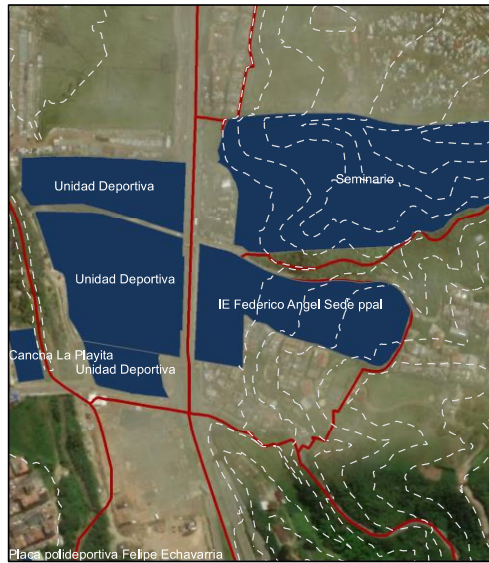 Unidad Deportiva
Seminario
Unidad Deportiva
IE Federico Angel Sede ppal
Cancha La Playita
Unidad Deportiva
Placa polideportiva Felipe Echavarria